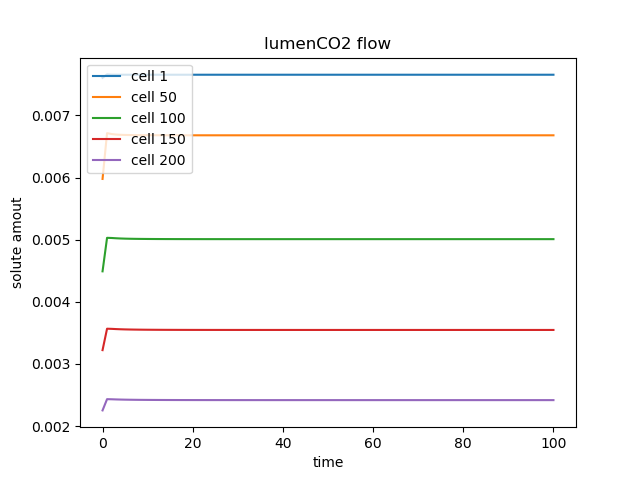 lumenCO2 flow
cell 1
cell 50
cell 100
cell 150
cell 200
solute amout
0.007
0.006
0.005
0.004
0.003
0.002
0 20 40 60 80 100
time